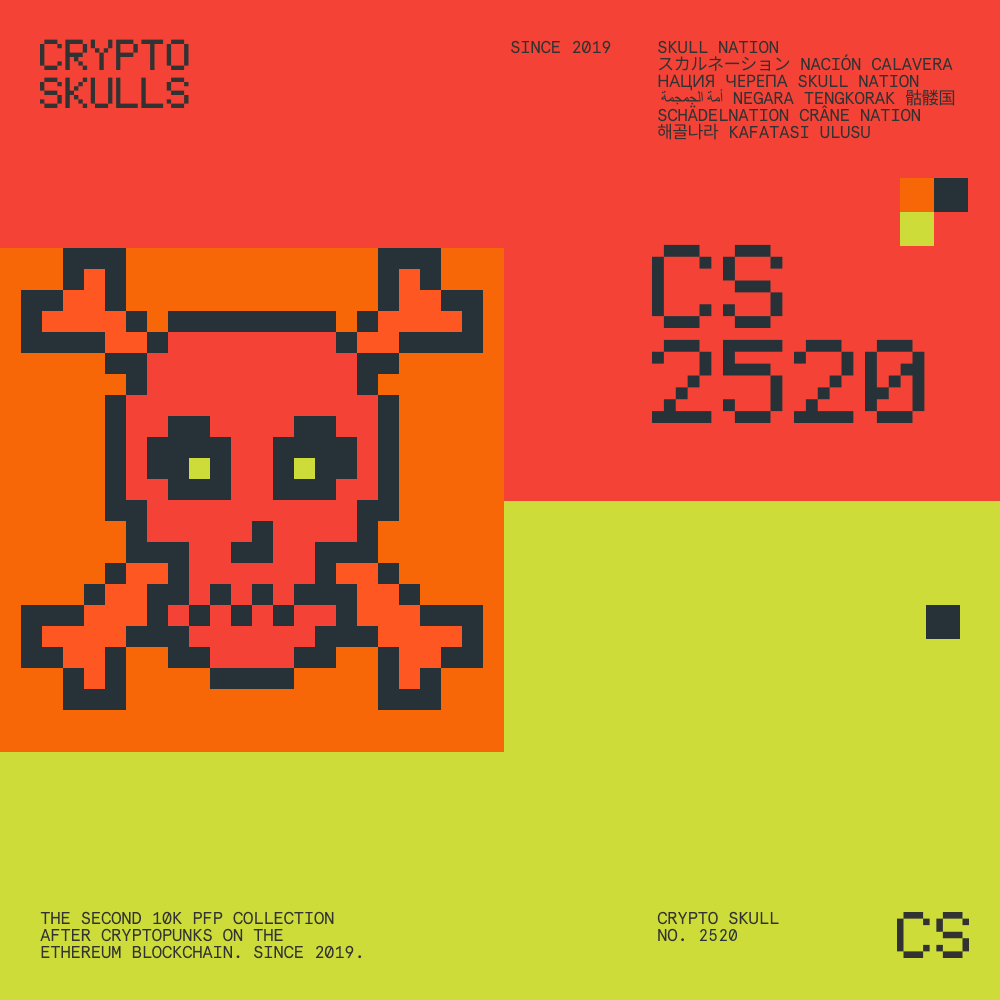 CRYPTO
SKULLS
SINCE 2019
SKULL NATION
スカルネーション NACIÓN CALAVERA
НАЦИЯ ЧЕРЕПА SKULL NATION
أمة الجمجمة NEGARA TENGKORAK 骷髅国
SCHÄDELNATION CRÂNE NATION
해골나라 KAFATASI ULUSU
CS
2520
THE SECOND 10K PFP COLLECTION
AFTER CRYPTOPUNKS ON THE
ETHEREUM BLOCKCHAIN. SINCE 2019.
CRYPTO SKULL
NO. 2520
CS